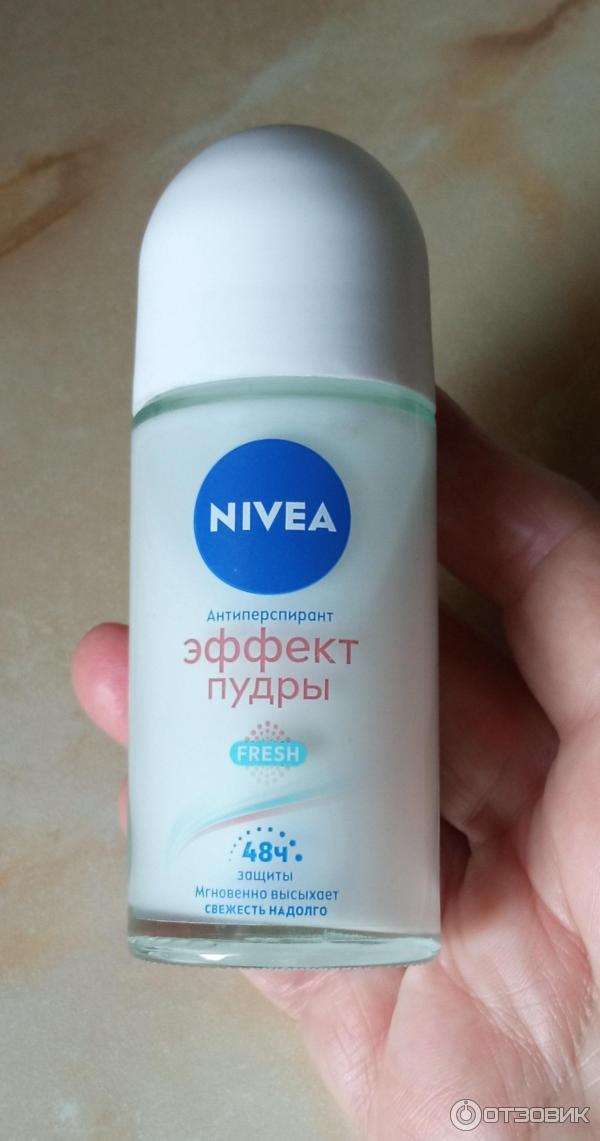 NIVEA
Антиперспирант
эффект
пудры
FRESH
48ч
защиты
Мгновенно высыхает
СВЕЖЕСТЬ НАДОЛГО
ОТЗОВИК